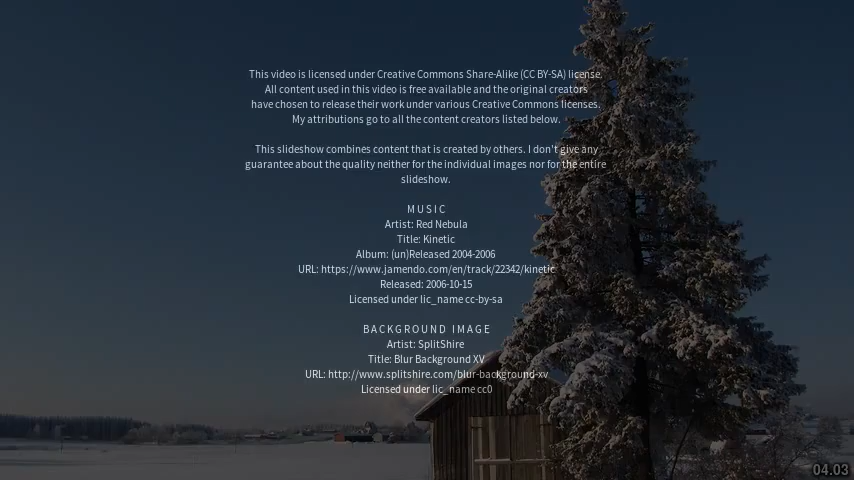 This video is licensed under Creative Commons Share-Alike (CC BY-SA) license.
All content used in this video is free available and the original creators
have chosen to release their work under various Creative Commons licenses.
My attributions go to all the content creators listed below.
This slideshow combines content that is created by others. I don't give any
guarantee about the quality neither for the individual images nor for the entire
slideshow.
MUSIC
Artist: Red Nebula
Title: Kinetic
Album: (un)Released 2004-2006
URL: https://www.jamendo.com/en/track/22342/kinetic
Released: 2006-10-15
Licensed under lic_name cc-by-sa
BACKGROUND IMAGE
Artist: SplitShire
Title: Blur Background XV
URL: http://www.splitshire.com/blur-background-xv
Licensed under lic_name cc0
04.03